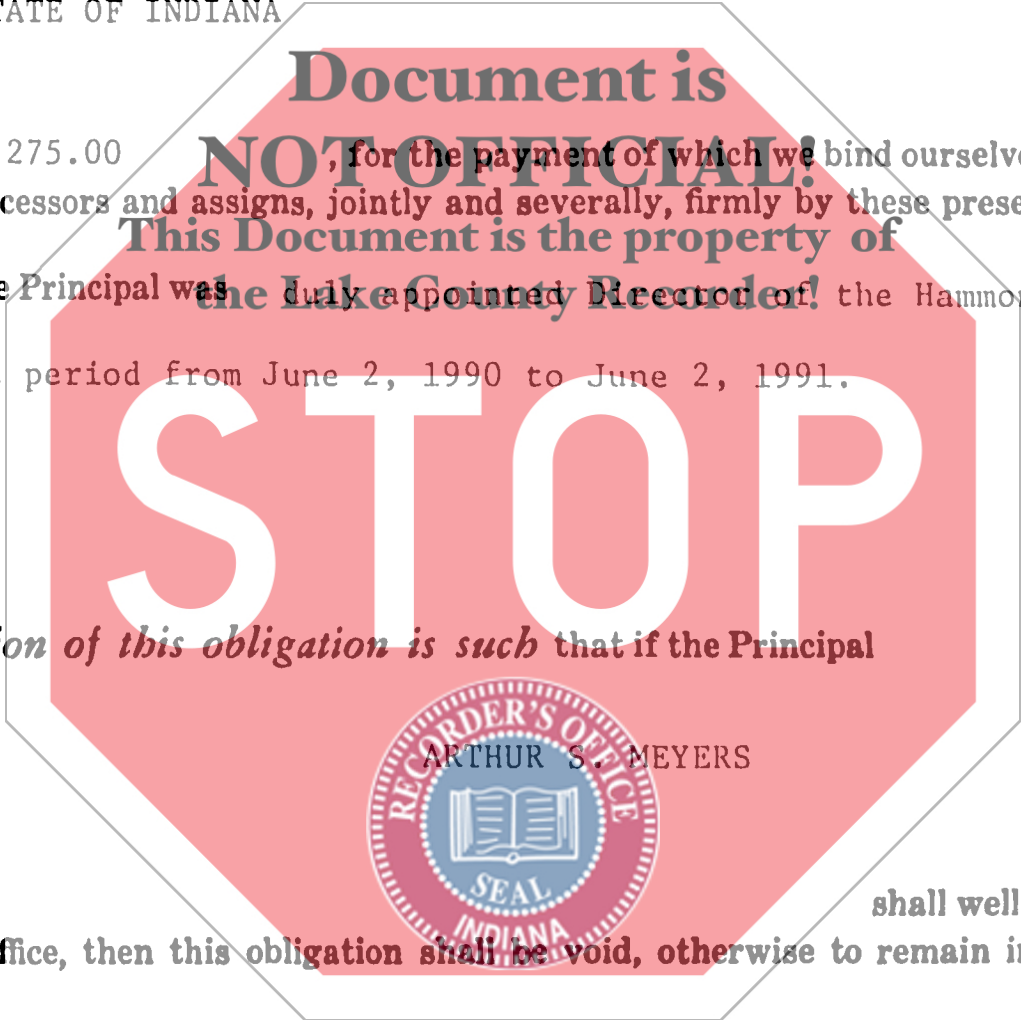 TATE OF INDIANA
Document is
NOT OFFICIAL!
275.00 , for the payment of which we bind ourselve
cessors and assigns, jointly and severally, firmly by these prese
This Document is the property of
the Lake County Recorder!
e Principal was duly appointed Director of the Hammo
period from June 2, 1990 to June 2, 1991.
STOP
ion of this obligation is such that if the Principal
RECORDER'S OFFICE
ARTHUR S. MEYERS
SEAL
INDIANA
shall well
ffice, then this obligation shall be void, otherwise to remain in